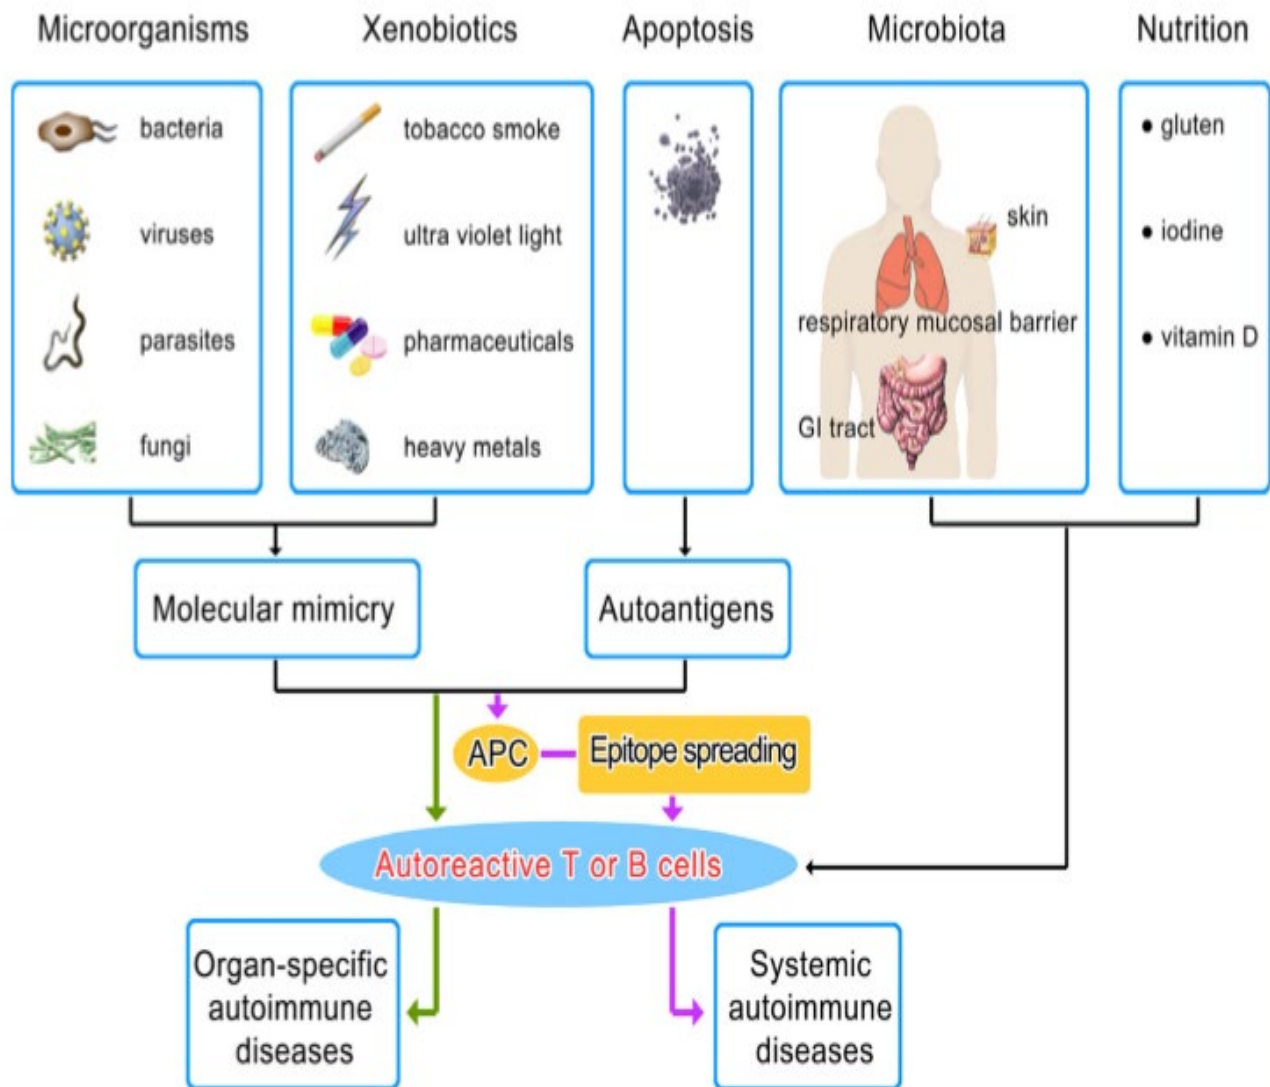 Microorganisms
Xenobiotics
Apoptosis
Microbiota
Nutrition
bacteria
viruses
parasites
fungi
tobacco smoke
ultra violet light
pharmaceuticals
heavy metals
skin
respiratory mucosal barrier
GI tract
• gluten
• iodine
• vitamin D
Molecular mimicry
Autoantigens
APC
Epitope spreading
Autoreactive T or B cells
Organ-specific
autoimmune
diseases
Systemic
autoimmune
diseases